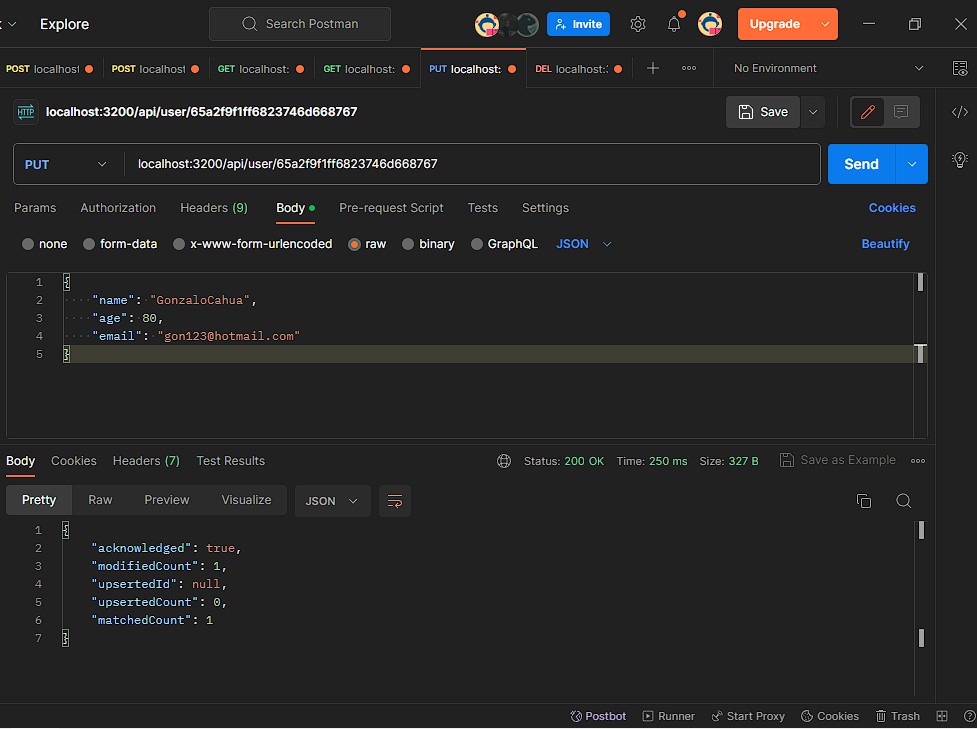 Explore
Search Postman
Invite
Upgrade
POST localhost
POST localhost
GET localhost:
GET localhost:
PUT localhost:
DEL localhost:
No Environment
HTTP
localhost:3200/api/user/65a2f9f1ff6823746d668767
Save
PUT
localhost:3200/api/user/65a2f9f1ff6823746d668767
Send
Params Authorization Headers (9) Body Pre-request Script Tests Settings Cookies
none form-data x-www-form-urlencoded raw binary GraphQL JSON Beautify
1 {
2 "name": "GonzaloCahua",
3 "age": 80,
4 "email": "gon123@hotmail.com"
5 }
Body Cookies Headers (7) Test Results Status: 200 OK Time: 250 ms Size: 327 B Save as Example
Pretty Raw Preview Visualize JSON
1 {
2 "acknowledged": true,
3 "modifiedCount": 1,
4 "upsertedId": null,
5 "upsertedCount": 0,
6 "matchedCount": 1
7 }
Postbot Runner Start Proxy Cookies Trash